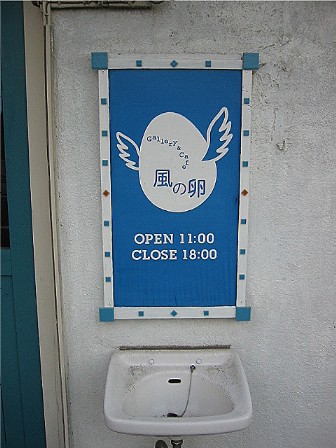 Gallery & Cafe
風の卵
OPEN 11:00
CLOSE 18:00